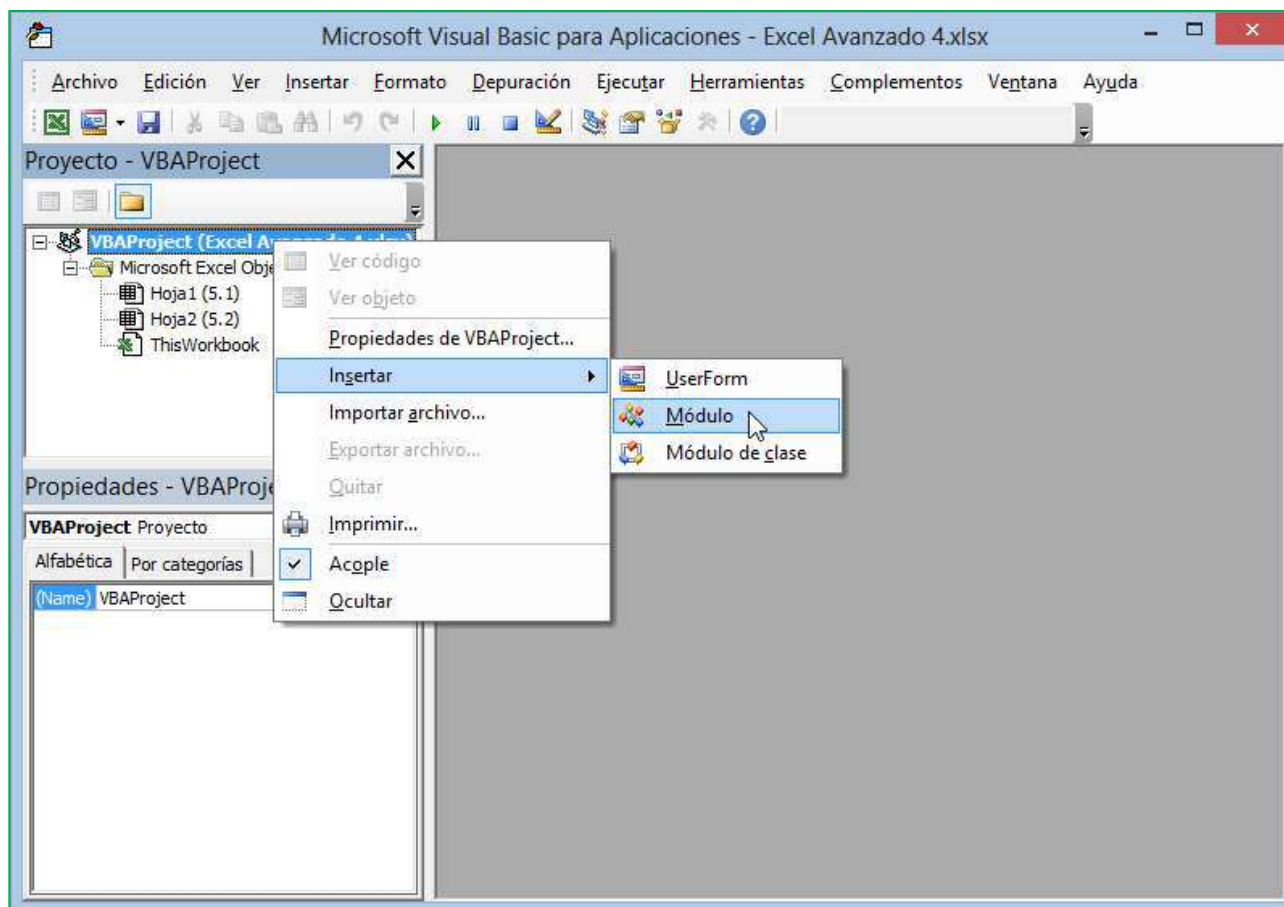 Microsoft Visual Basic para Aplicaciones - Excel Avanzado 4.xlsx
Archivo Edición Ver Insertar Formato Depuración Ejecutar Herramientas Complementos Ventana Ayuda
Proyecto - VBAProject
VBAProject (Excel Avanzado 4.xlsx)
Microsoft Excel Obje
Hoja1 (5.1)
Hoja2 (5.2)
ThisWorkbook
Ver código
Ver objeto
Propiedades de VBAProject...
Insertar
Importar archivo...
Exportar archivo...
Quitar
Imprimir...
Acople
Ocultar
UserForm
Módulo
Módulo de clase
Propiedades - VBAProje
VBAProject Proyecto
Alfabética Por categorías
(Name) VBAProject